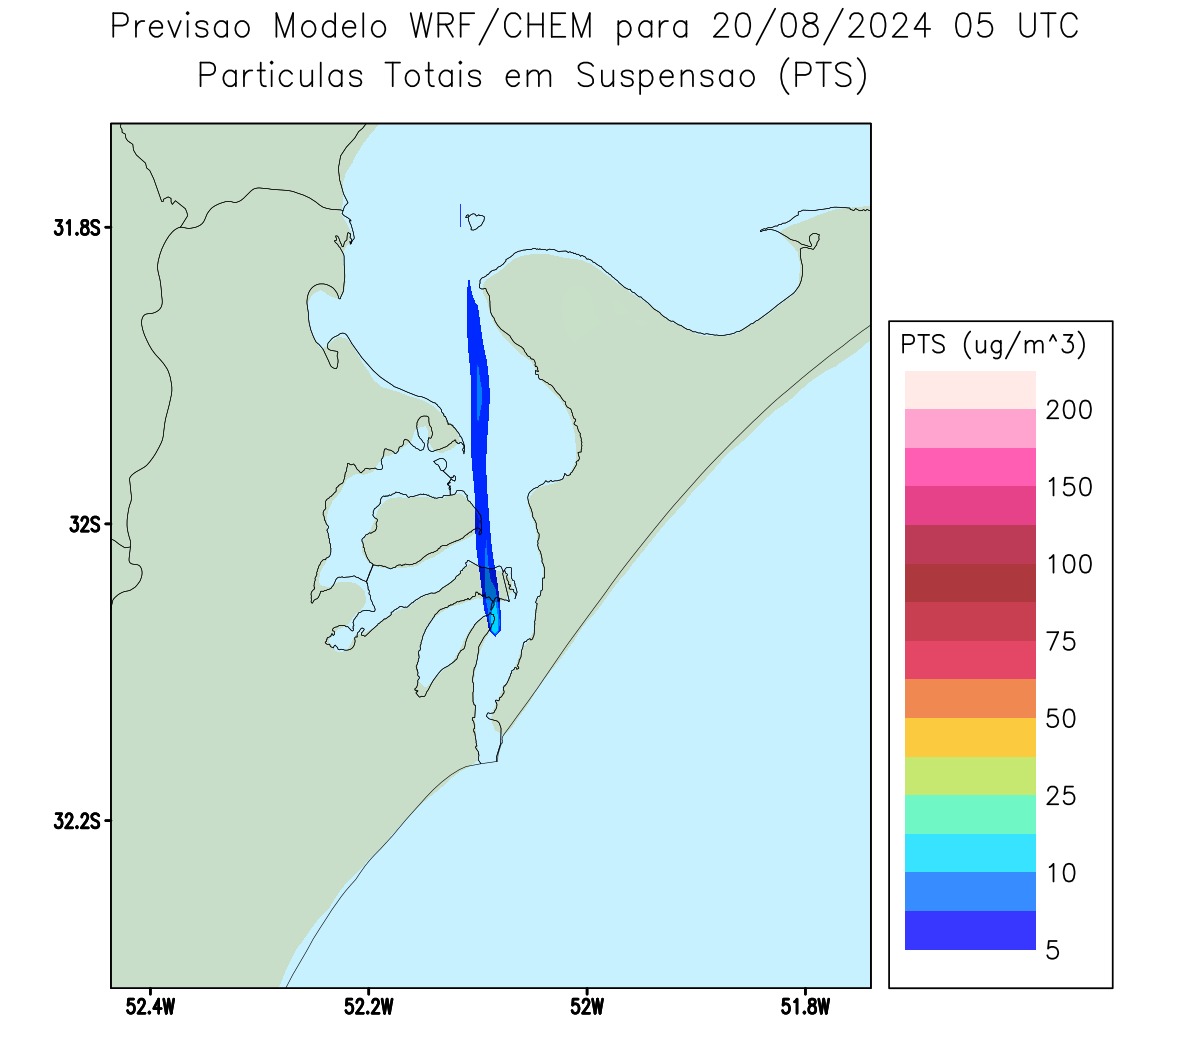 Previsao Modelo WRF/CHEM para 20/08/2024 05 UTC
Particulas Totais em Suspensao (PTS)
31.8S
32S
32.2S
52.4W
52.2W
52W
51.8W
PTS (ug/m^3)
200
150
100
75
50
25
10
5